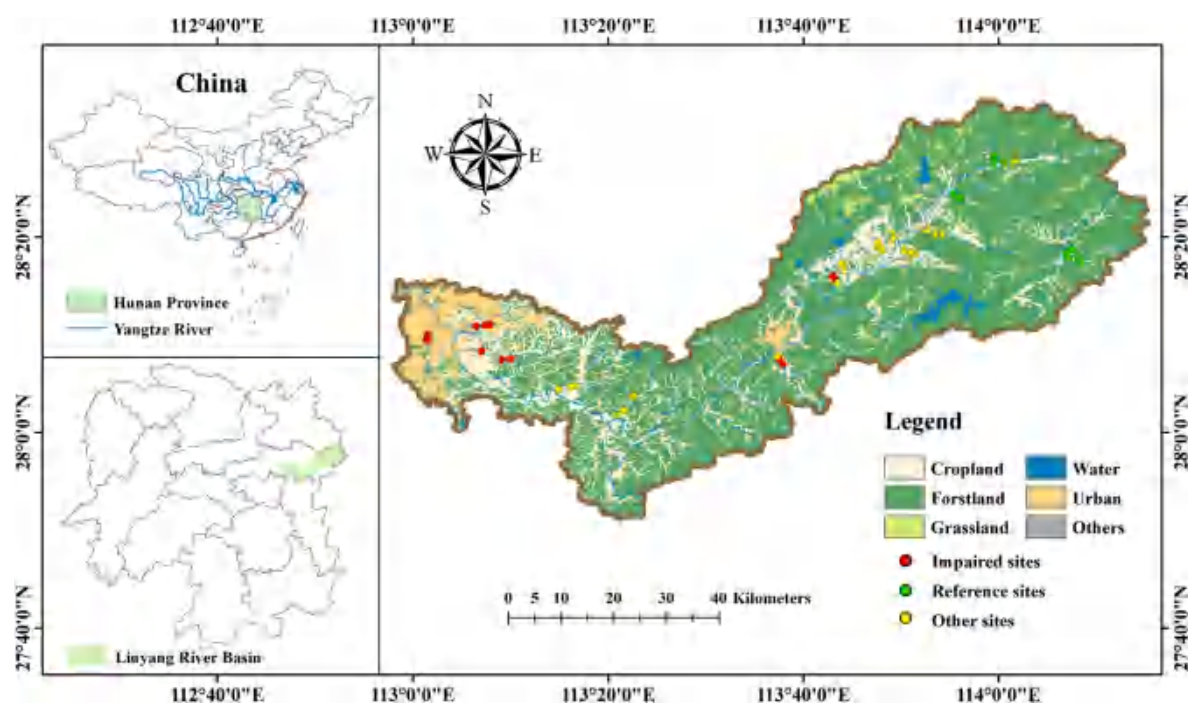 112°40'0"E 113°0'0"E 113°20'0"E 113°40'0"E 114°0'0"E
China
N
W E
S
28°20'0"N 28°20'0"N
Hunan Province
Yangtze River
Legend
28°0'0"N 28°0'0"N
Cropland Water
Forstland Urban
Grassland Others
Impaired sites
0 5 10 20 30 40 Kilometers
Reference sites
Other sites
27°40'0"N 27°40'0"N
Liuyang River Basin
112°40'0"E 113°0'0"E 113°20'0"E 113°40'0"E 114°0'0"E